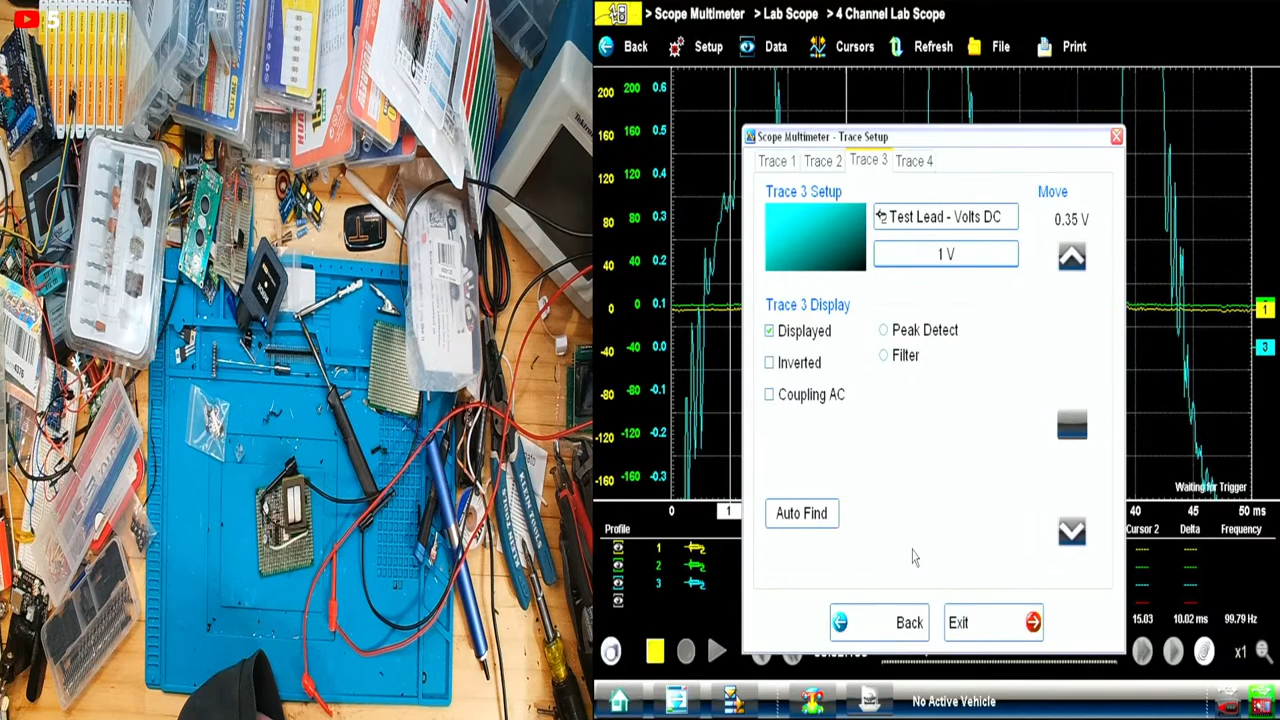 5
> Scope Multimeter > Lab Scope > 4 Channel Lab Scope
Back Setup Data Cursors Refresh File Print
200 200 0.6
160 160 0.5
120 120 0.4
80 80 0.3
40 40 0.2
0 0 0.1
-40 -40 0.0
-80 -80 -0.1
-120 -120 -0.2
-160 -160 -0.3
Scope Multimeter - Trace Setup
Trace 1 Trace 2 Trace 3 Trace 4
Trace 3 Setup
Move
Test Lead - Volts DC
0.35 V
1 V
Trace 3 Display
Displayed
Peak Detect
Inverted
Filter
Coupling AC
Auto Find
Back
Exit
1
3
Waiting for Trigger
0 1 40 45 50 ms
Profile
Cursor 2 Delta Frequency
1
2
3
15.03 10.02 ms 99.79 Hz
x1
No Active Vehicle